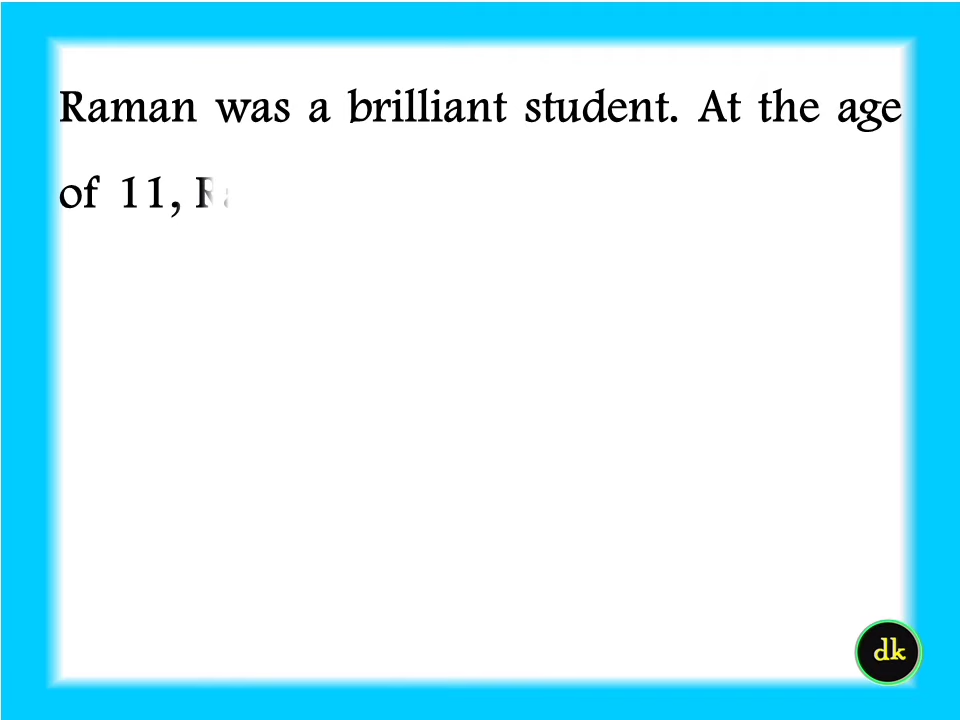 Raman was a brilliant student. At the age
of 11,
dk